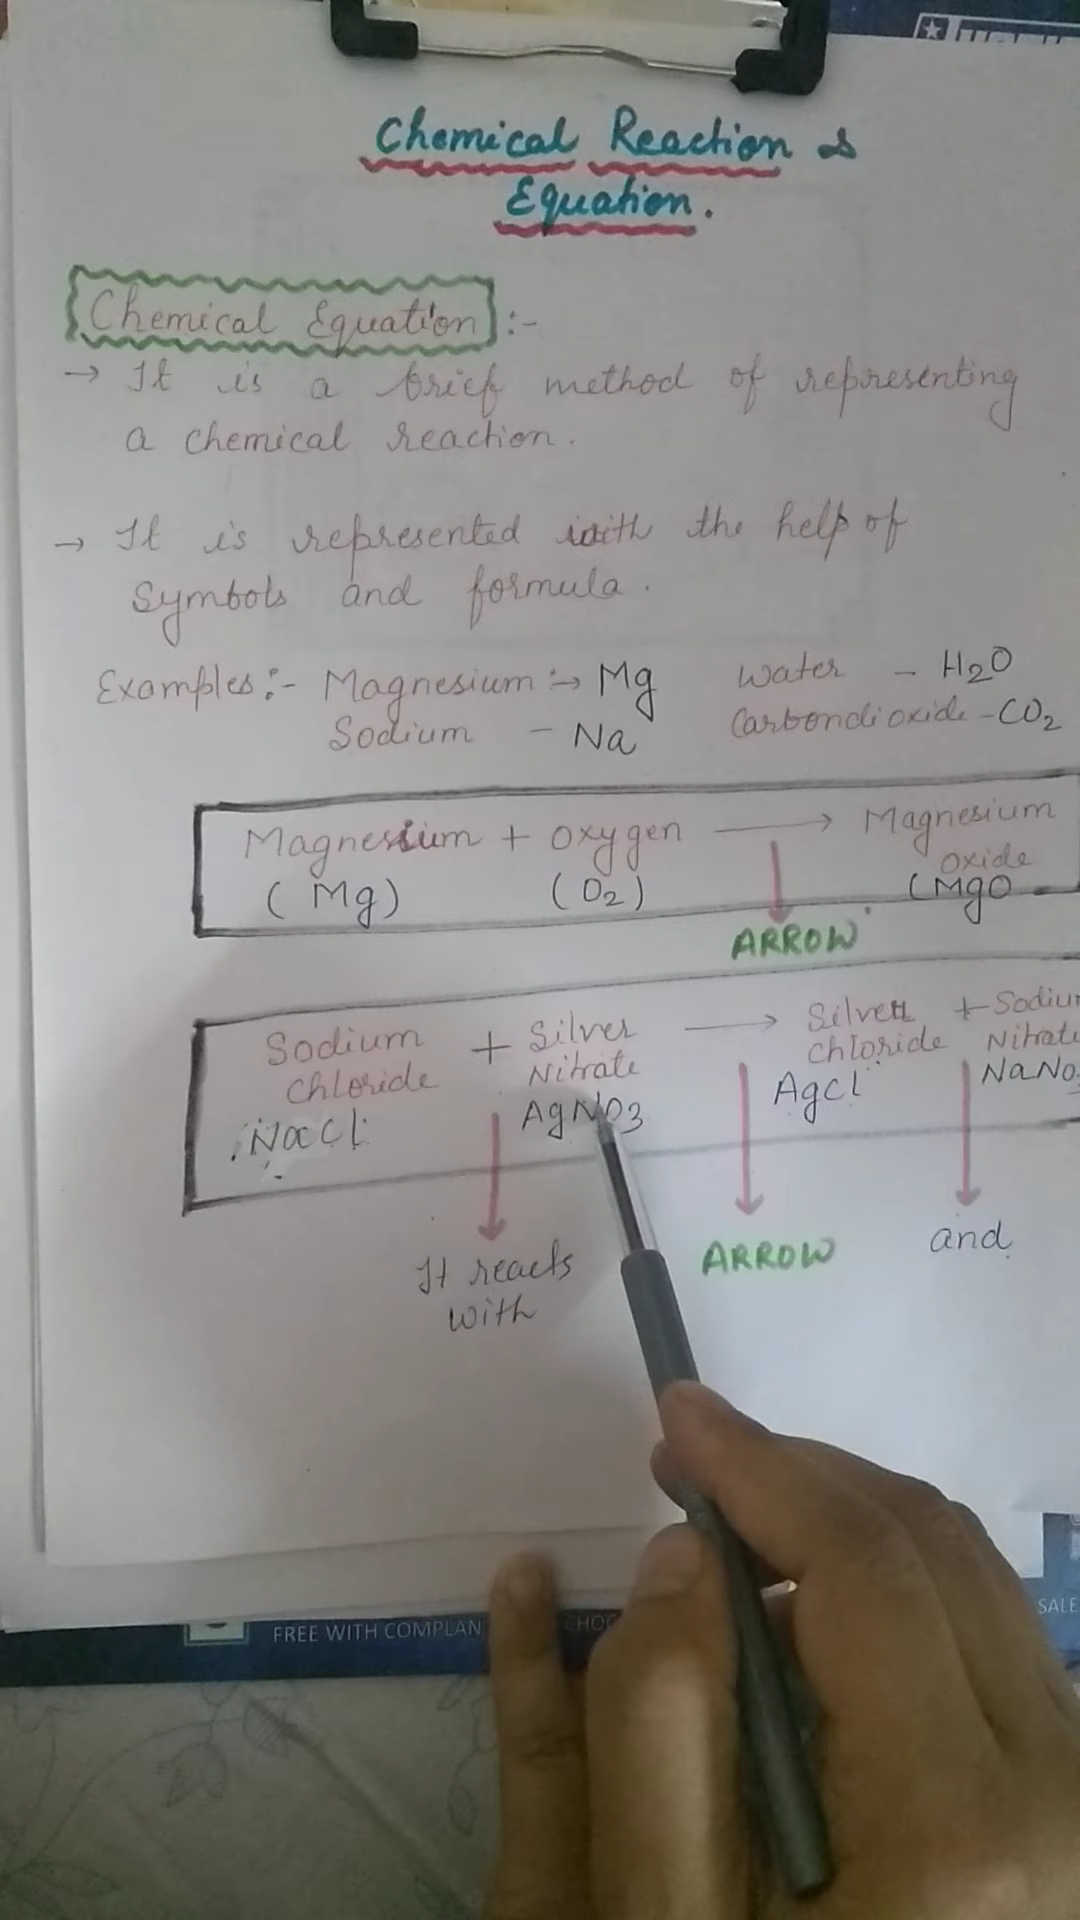 Chemical Reaction &
Equation.
Chemical Equation :-
→ It is a brief method of representing
a chemical reaction.
→ It is represented with the help of
Symbols and formula.
Examples :- Magnesium :→ Mg Water - H2O
Sodium - Na Carbondioxide - CO2
Magnesium + Oxygen → Magnesium
oxide
(Mg) (O2) (MgO
ARROW
Sodium + Silver → Silver + Sodium
Chloride Nitrate Chloride Nitrate
NaCl AgNO3 AgCl NaNO
It reacts ARROW and
with
FREE WITH COMPLAN
SALE